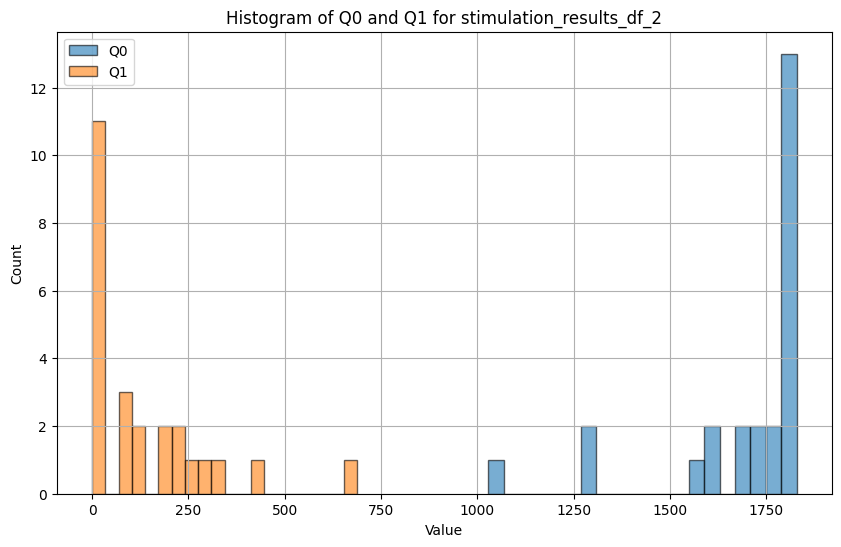 Histogram of Q0 and Q1 for stimulation_results_df_2
Q0
Q1
12
10
8
6
4
2
0
Count
0 250 500 750 1000 1250 1500 1750
Value